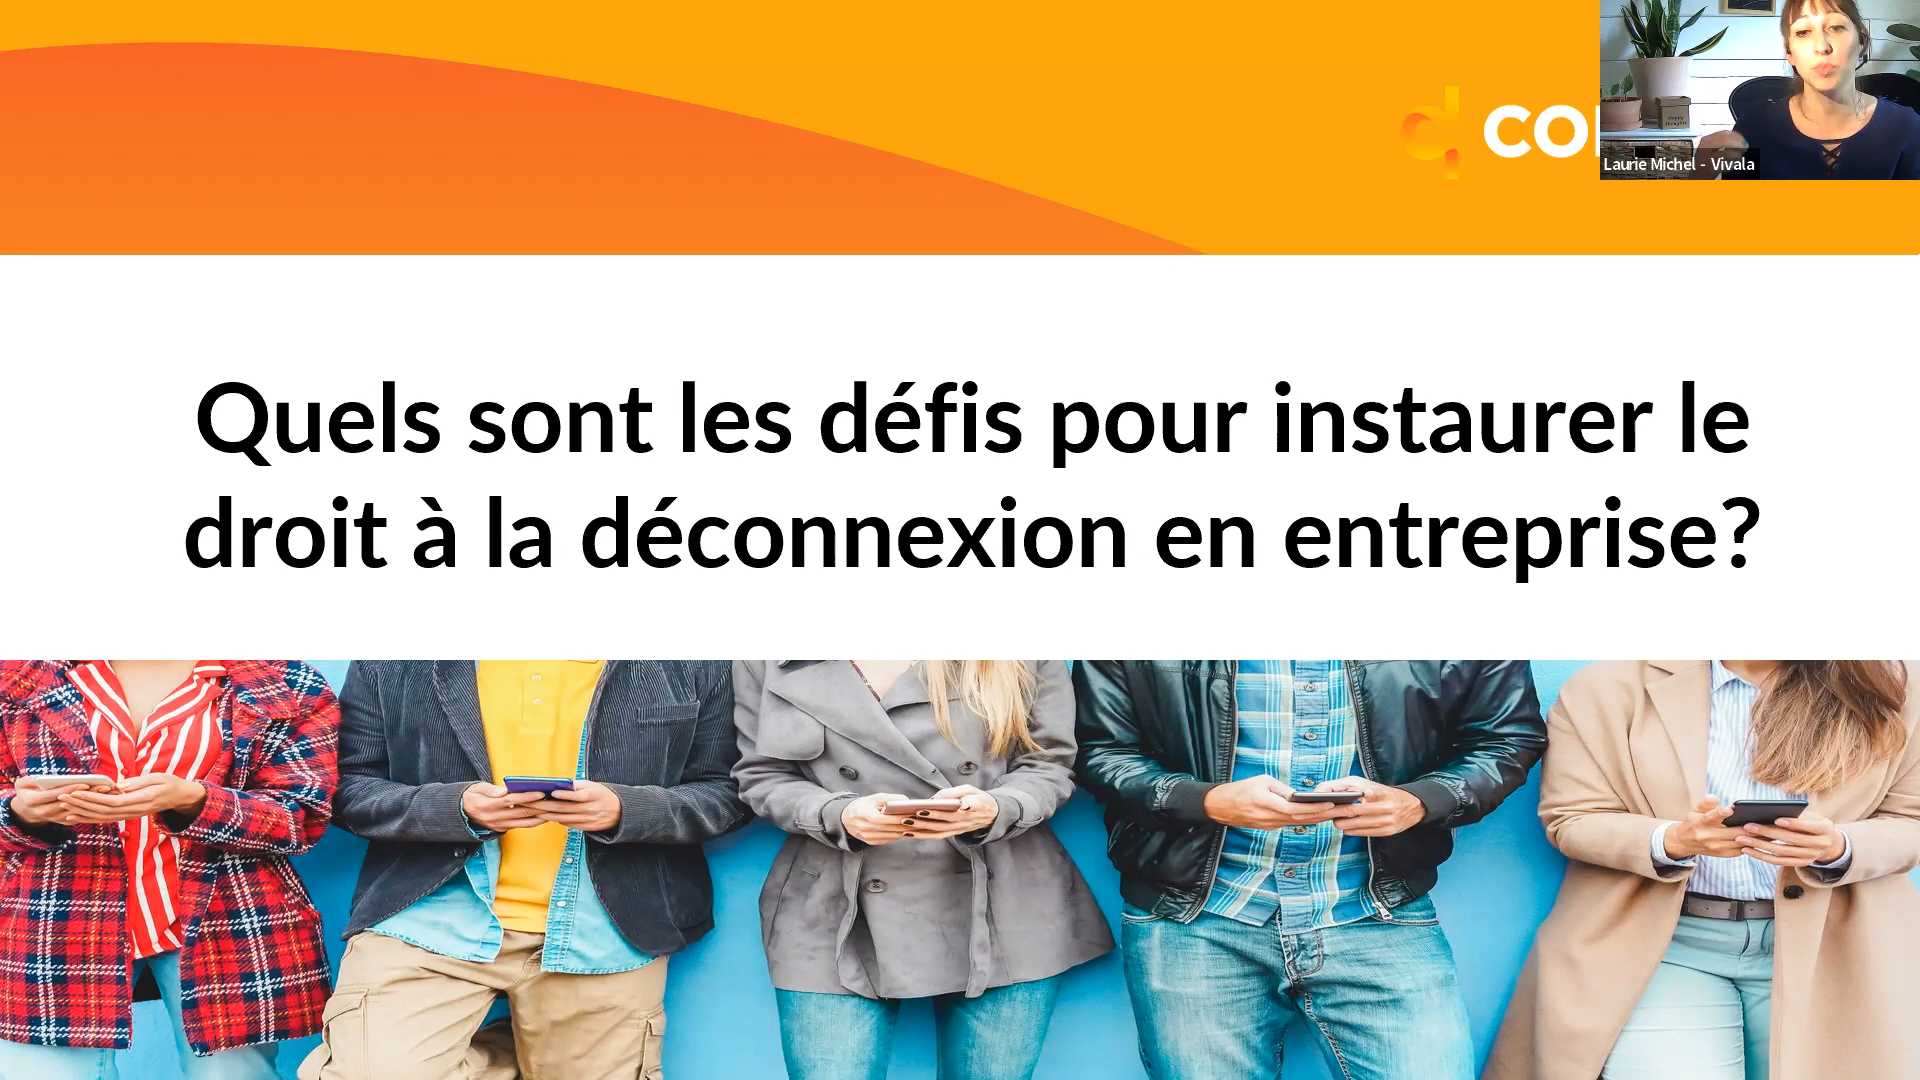 co
Laurie Michel - Vivala
Quels sont les défis pour instaurer le
droit à la déconnexion en entreprise?